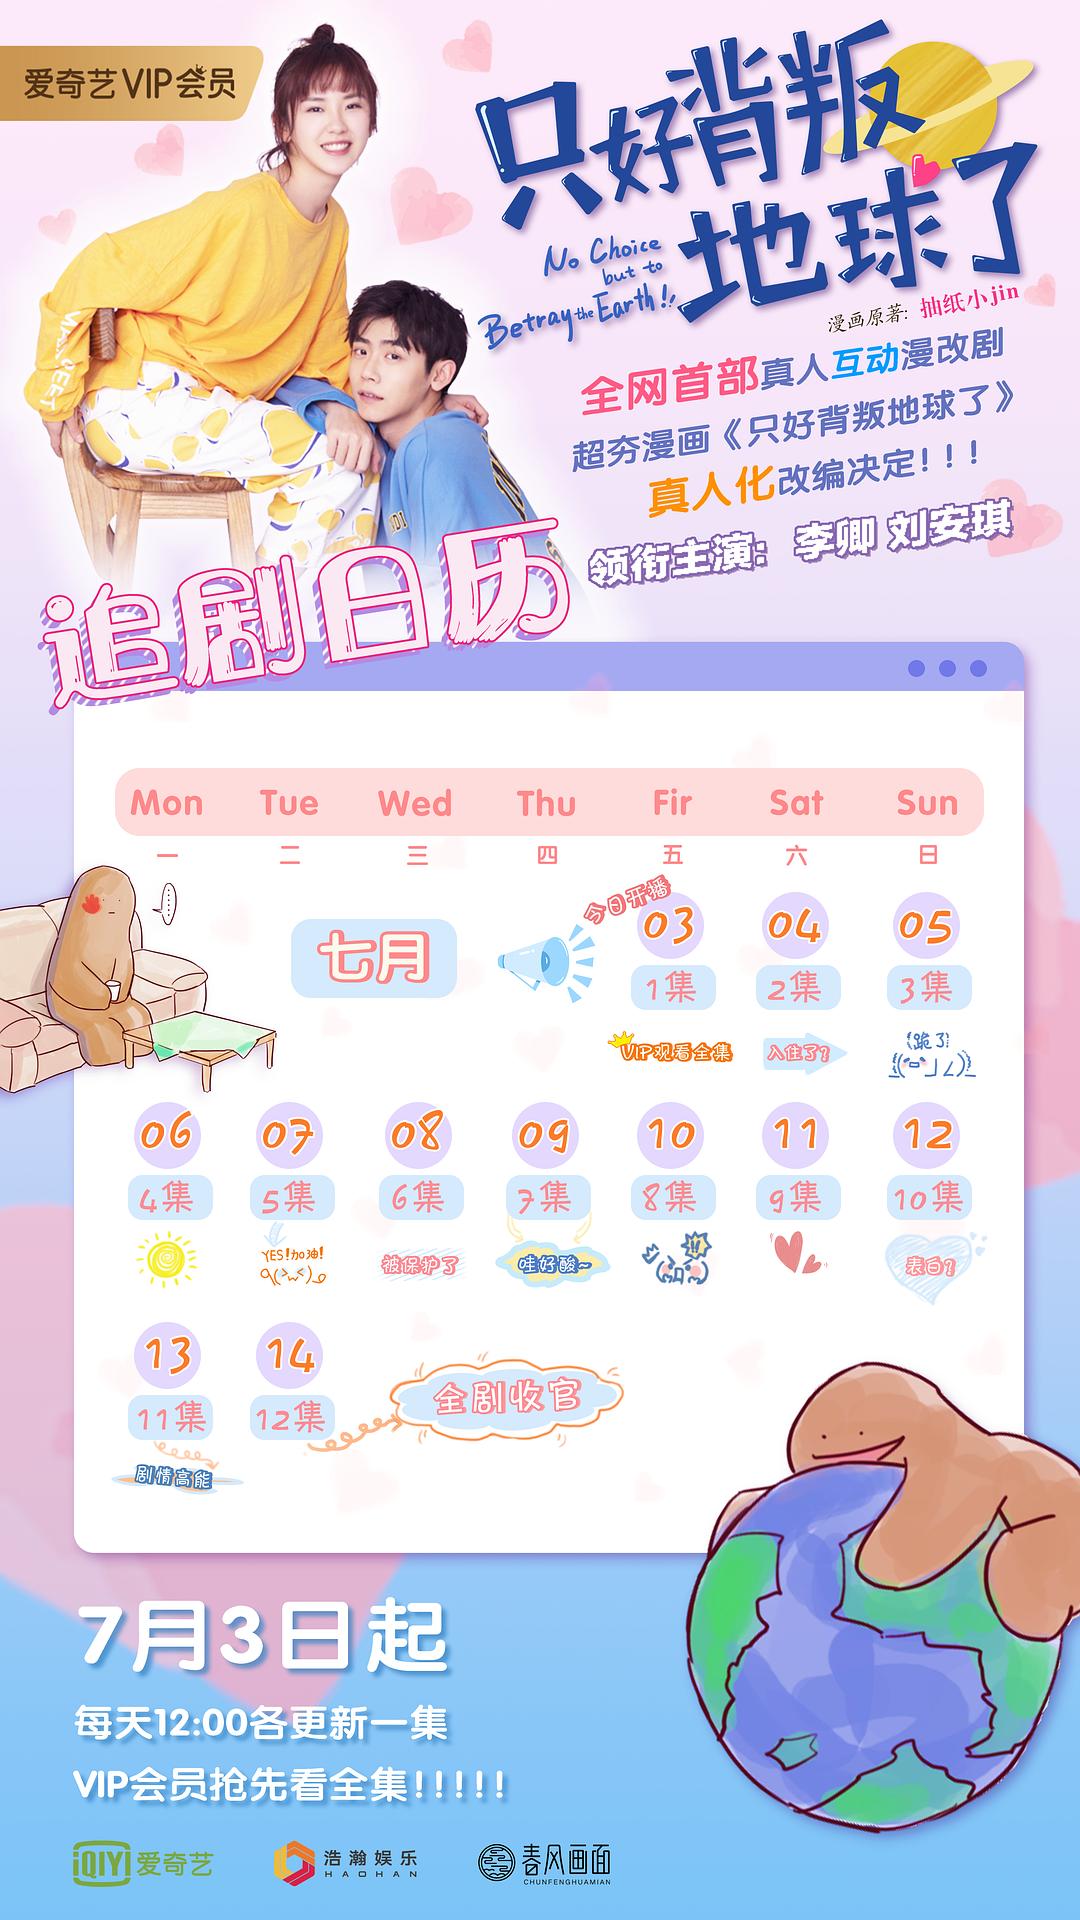 爱奇艺VIP会员
只好背叛
地球了
No Choice
but to
Betray the Earth!!
漫画原著: 抽纸小jin
全网首部真人互动漫改剧
超夯漫画《只好背叛地球了》
真人化改编决定!!!
领衔主演: 李卿 刘安琪
追剧日历
Mon Tue Wed Thu Fir Sat Sun
一 二 三 四 五 六 日
今日开播
七月 03 04 05
1集 2集 3集
VIP观看全集 入住了? 跪了
06 07 08 09 10 11 12
4集 5集 6集 7集 8集 9集 10集
YES!加油! 被保护了 哇好酸~ 表白?
13 14
11集 12集 全剧收官
剧情高能
7月3日起
每天12:00各更新一集
VIP会员抢先看全集!!!!!
iQIYI 爱奇艺 浩瀚娱乐 春风画面
HAOHAN CHUNFENGHUAMIAN